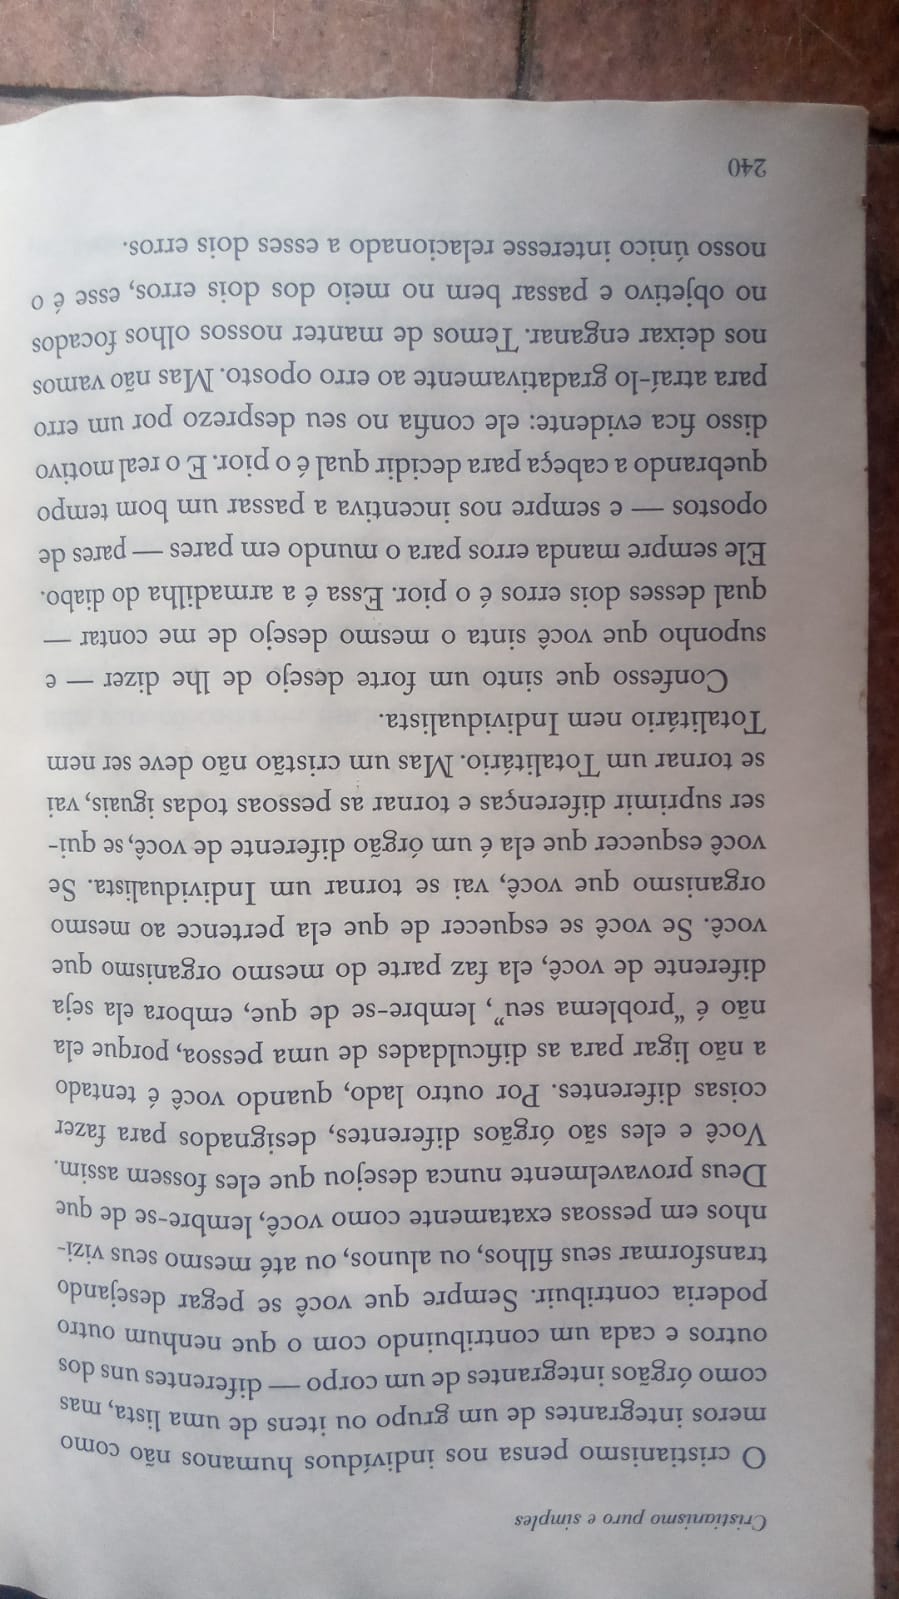 Cristianismo puro e simples
O cristianismo pensa nos indivíduos humanos não como
meros integrantes de um grupo ou itens de uma lista, mas
como órgãos integrantes de um corpo — diferentes uns dos
outros e cada um contribuindo com o que nenhum outro
poderia contribuir. Sempre que você se pegar desejando
transformar seus filhos, ou alunos, ou até mesmo seus vizi-
nhos em pessoas exatamente como você, lembre-se de que
Deus provavelmente nunca desejou que eles fossem assim.
Você e eles são órgãos diferentes, designados para fazer
coisas diferentes. Por outro lado, quando você é tentado
a não ligar para as dificuldades de uma pessoa, porque ela
não é “problema seu”, lembre-se de que, embora ela seja
diferente de você, ela faz parte do mesmo organismo que
você. Se você se esquecer de que ela pertence ao mesmo
organismo que você, vai se tornar um Individualista. Se
você esquecer que ela é um órgão diferente de você, se qui-
ser suprimir diferenças e tornar as pessoas todas iguais, vai
se tornar um Totalitário. Mas um cristão não deve ser nem
Totalitário nem Individualista.
Confesso que sinto um forte desejo de lhe dizer — e
suponho que você sinta o mesmo desejo de me contar —
qual desses dois erros é o pior. Essa é a armadilha do diabo.
Ele sempre manda erros para o mundo em pares — pares de
opostos — e sempre nos incentiva a passar um bom tempo
quebrando a cabeça para decidir qual é o pior. E o real motivo
disso fica evidente: ele confia no seu desprezo por um erro
para atraí-lo gradativamente ao erro oposto. Mas não vamos
nos deixar enganar. Temos de manter nossos olhos focados
no objetivo e passar bem no meio dos dois erros, esse é o
nosso único interesse relacionado a esses dois erros.
240